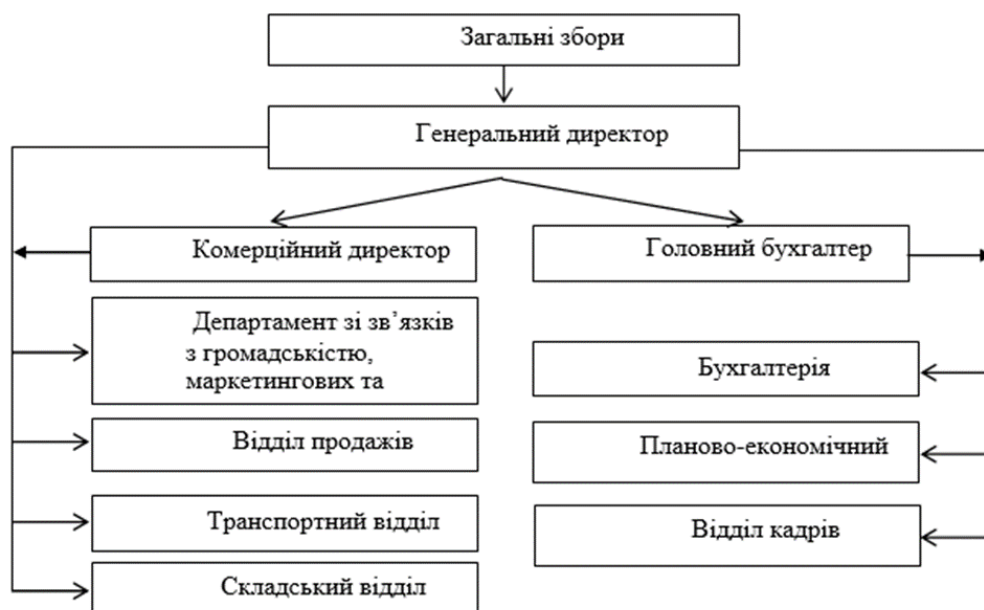 Загальні збори
Генеральний директор
Комерційний директор
Головний бухгалтер
Департамент зі зв’язків
з громадськістю,
маркетингових та
Бухгалтерія
Відділ продажів
Планово-економічний
Транспортний відділ
Відділ кадрів
Складський відділ